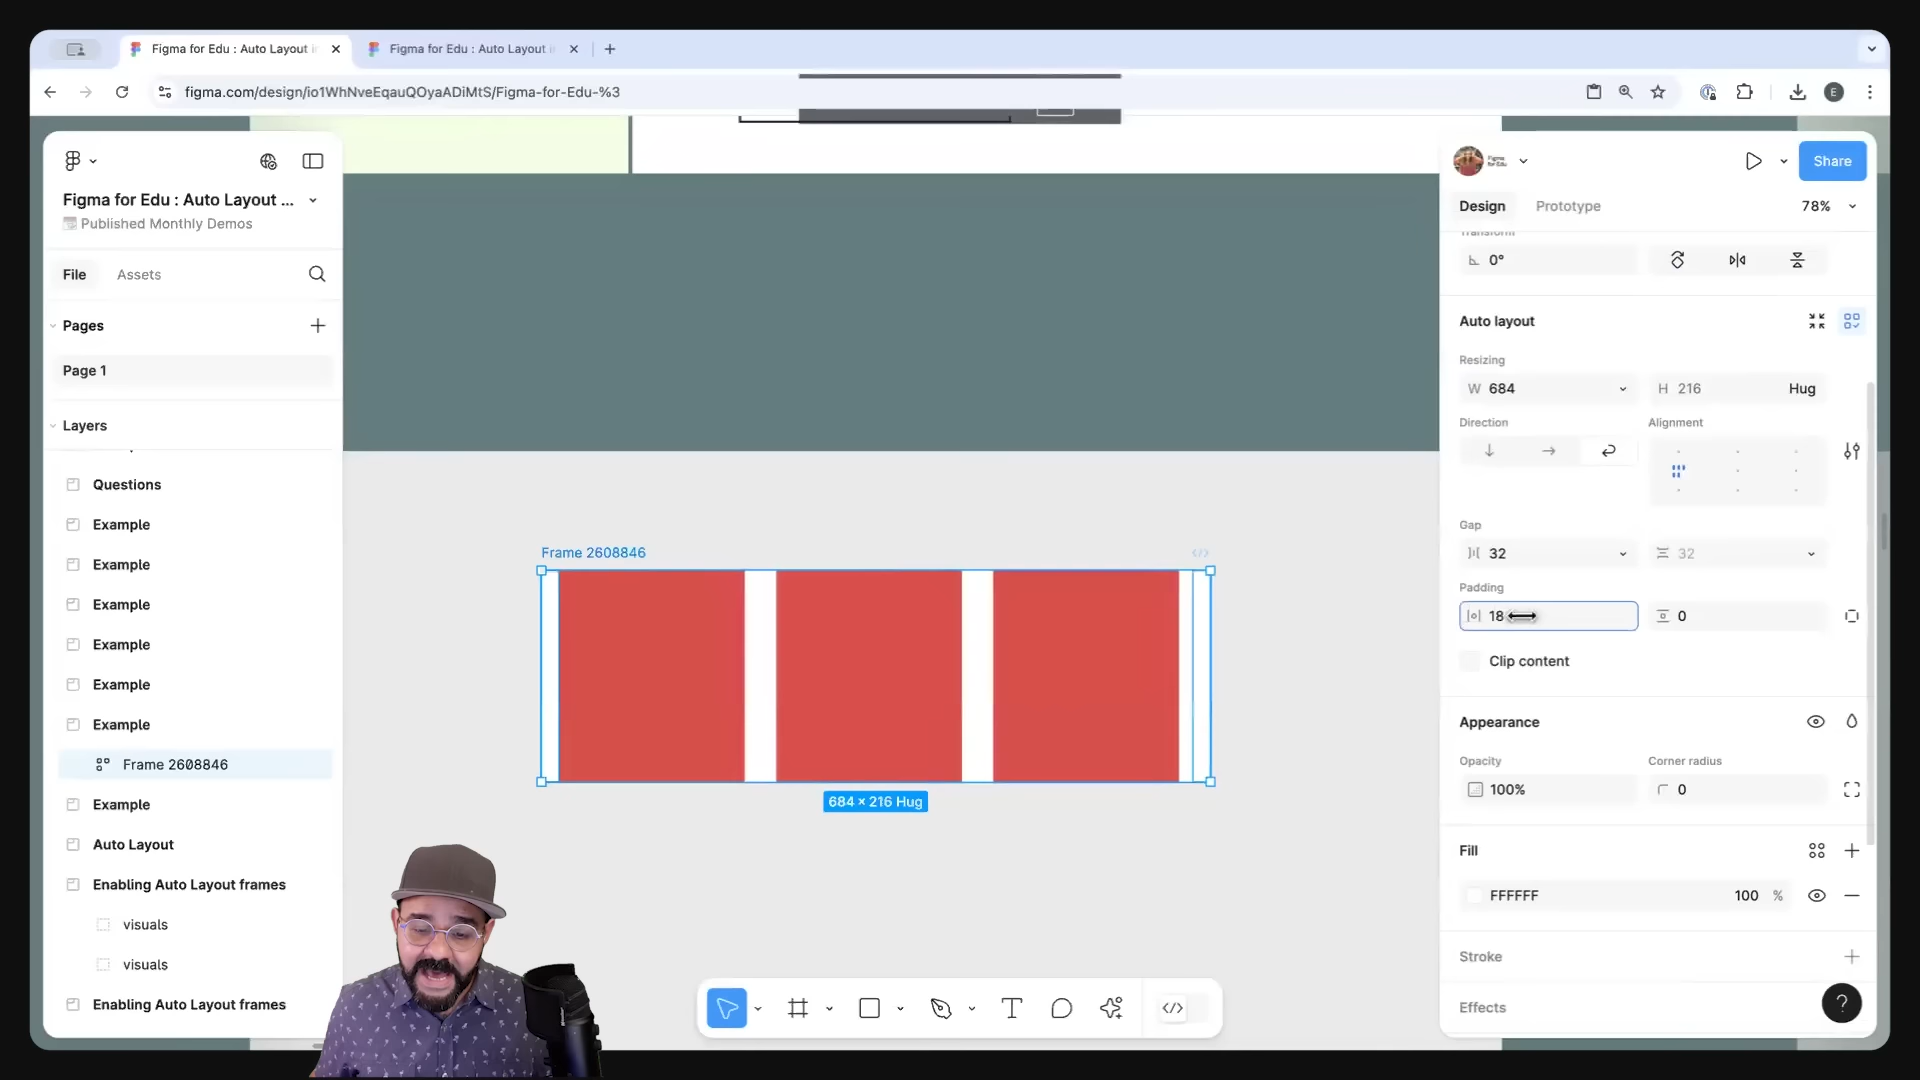 Figma for Edu : Auto Layout i
Figma for Edu : Auto Layout i
figma.com/design/io1WhNveEqauQOyaADiMtS/Figma-for-Edu-%3
E
Figma for Edu : Auto Layout ...
Published Monthly Demos
File
Assets
Pages
Page 1
Layers
Questions
Example
Example
Example
Example
Example
Example
Frame 2608846
Example
Auto Layout
Enabling Auto Layout frames
visuals
visuals
Enabling Auto Layout frames
Frame 2608846
684 × 216 Hug
Figma for Edu
Share
Design
Prototype
78%
Transform
0°
Auto layout
Resizing
W 684
H 216 Hug
Direction
Alignment
Gap
32
32
Padding
18
0
Clip content
Appearance
Opacity
Corner radius
100%
0
Fill
FFFFFF 100 %
Stroke
Effects
?